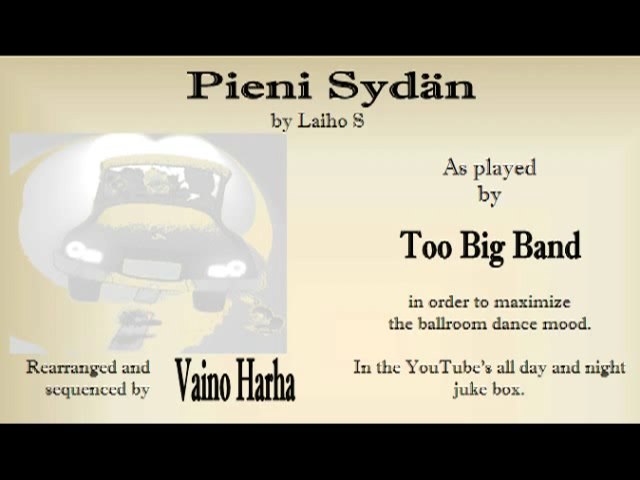 Pieni Sydän
by Laiho S
As played
by
Too Big Band
in order to maximize
the ballroom dance mood.
Rearranged and
sequenced by
Vaino Harha
In the YouTube's all day and night
juke box.